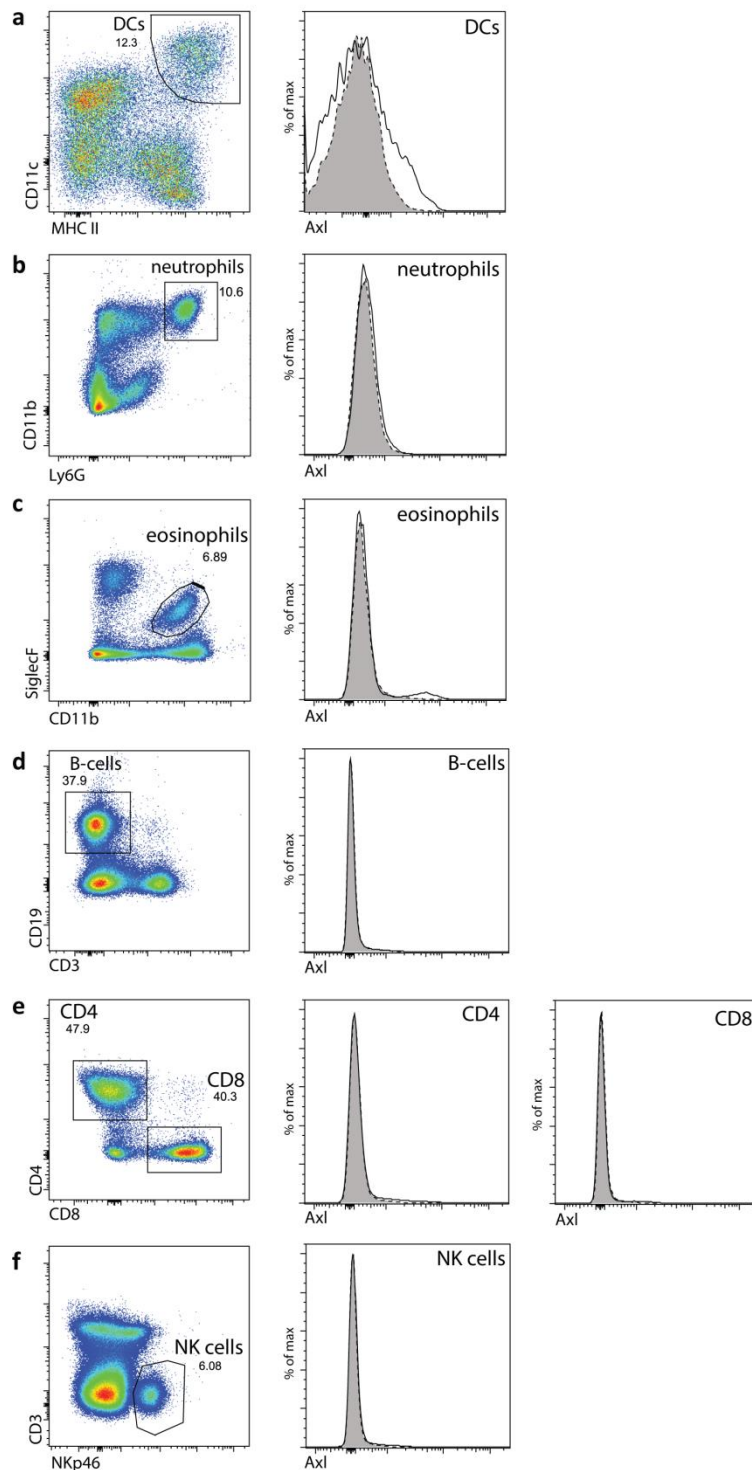 a
DCs
12.3
CD11c
MHC II
DCs
% of max
Axl
b
neutrophils
10.6
CD11b
Ly6G
neutrophils
% of max
Axl
c
eosinophils
6.89
SiglecF
CD11b
eosinophils
% of max
Axl
d
B-cells
37.9
CD19
CD3
B-cells
% of max
Axl
e
CD4
47.9
CD8
40.3
CD4
CD8
CD4
% of max
Axl
CD8
% of max
Axl
f
NK cells
6.08
CD3
NKp46
NK cells
% of max
Axl